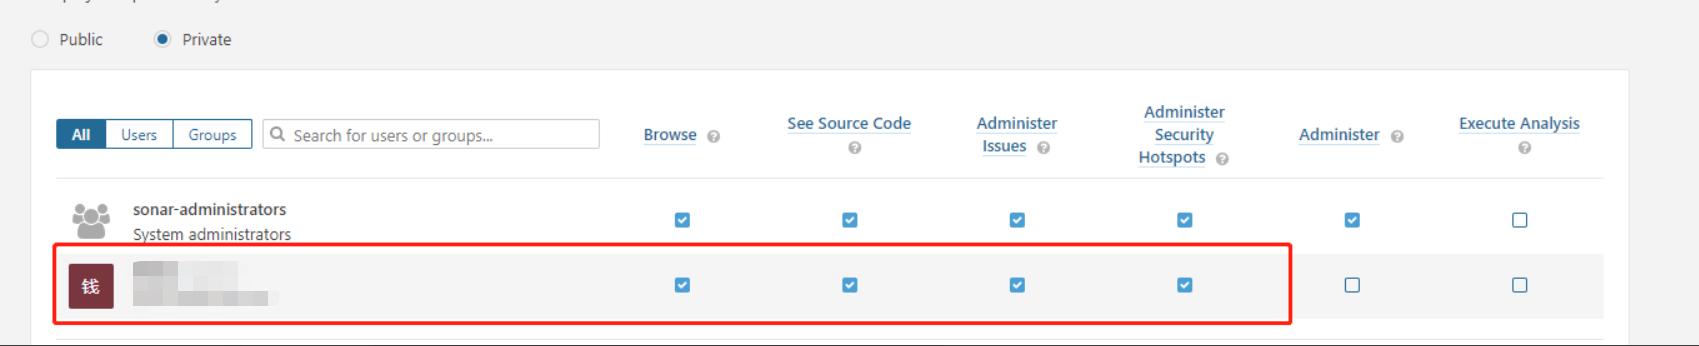 Public
Private
All
Users
Groups
Search for users or groups...
Browse
See Source Code
Administer
Issues
Administer
Security
Hotspots
Administer
Execute Analysis
sonar-administrators
System administrators
钱